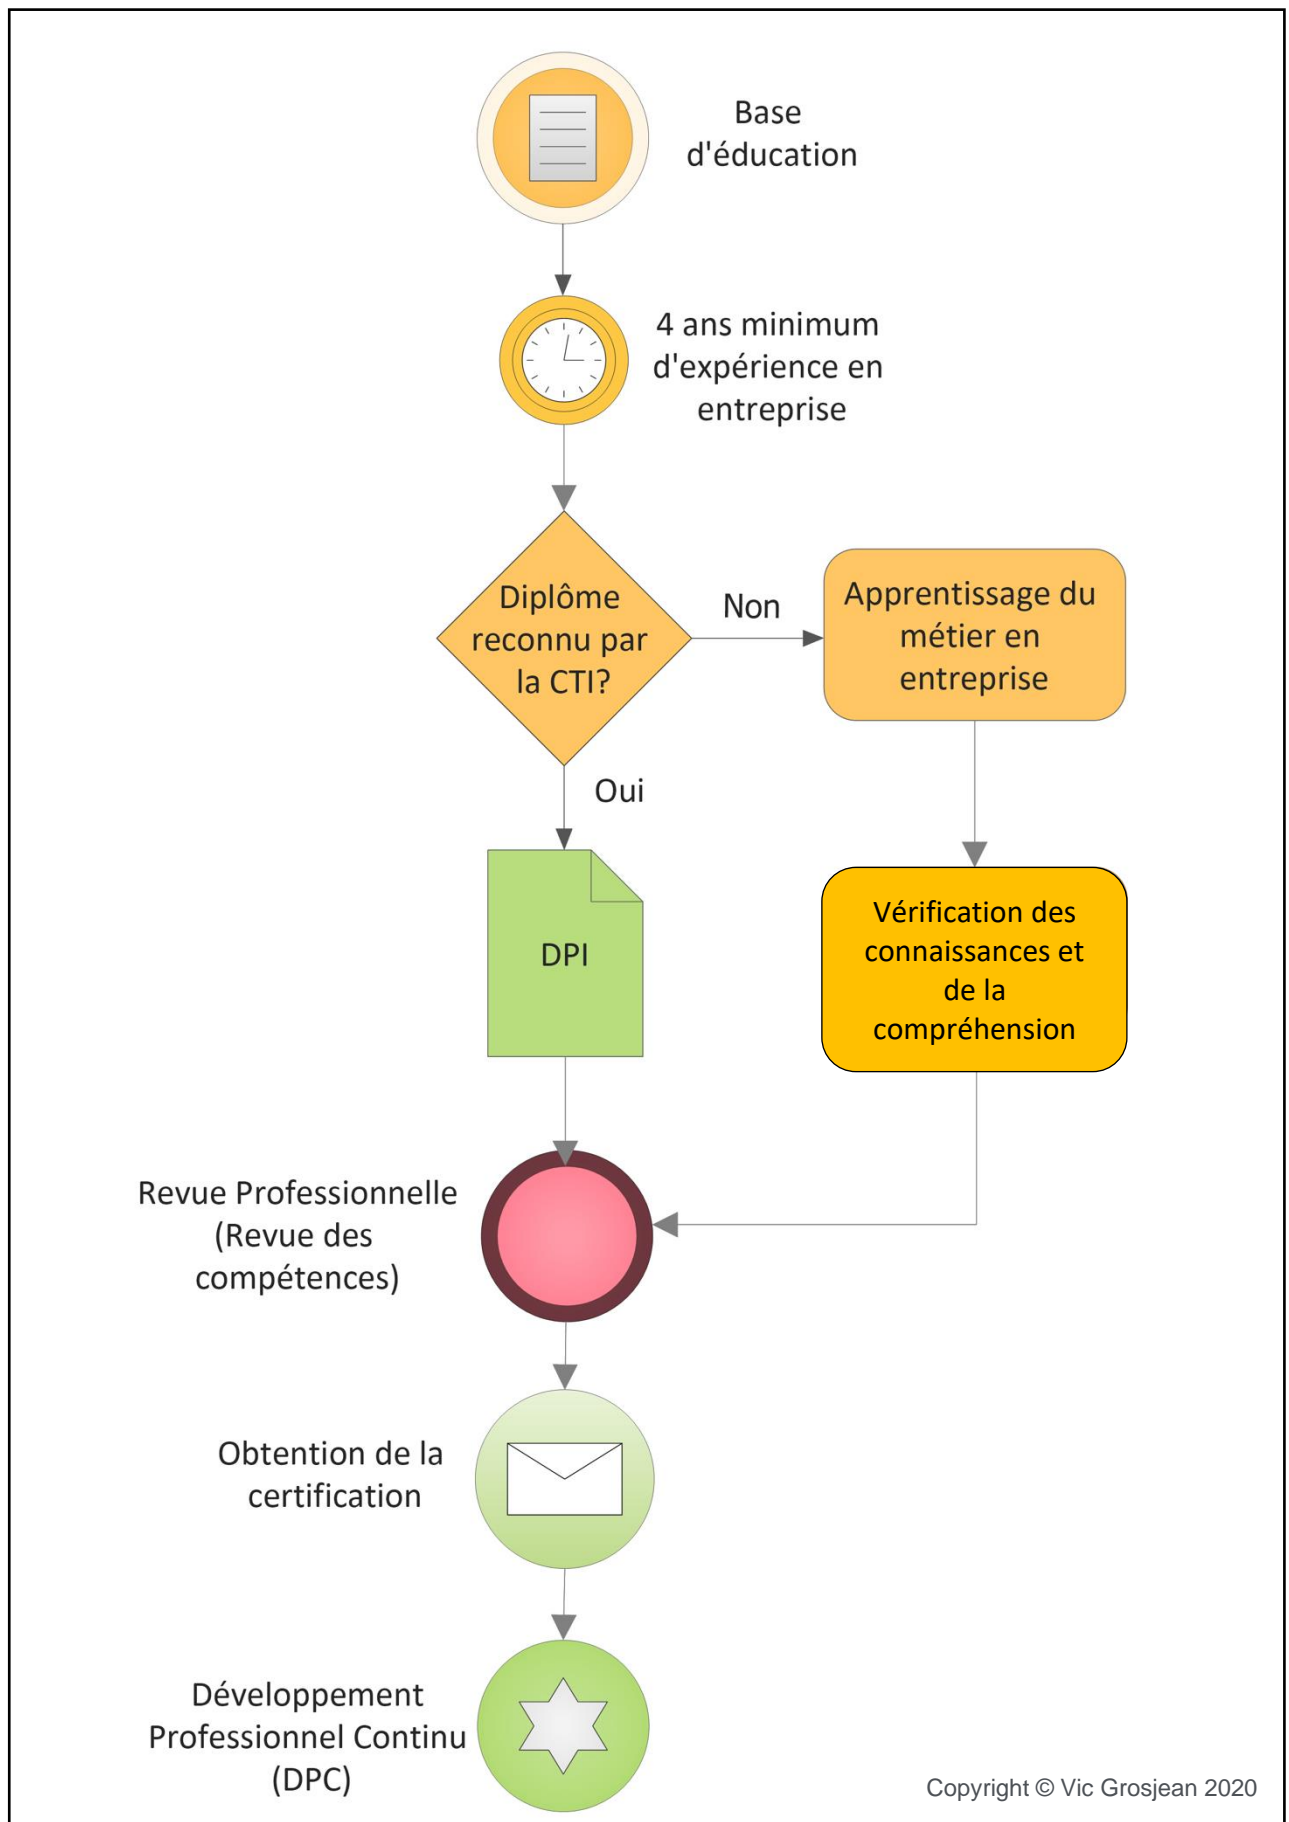 Base
d'éducation
4 ans minimum
d'expérience en
entreprise
Diplôme
reconnu par
la CTI?
Non
Apprentissage du
métier en
entreprise
Oui
DPI
Vérification des
connaissances et
de la
compréhension
Revue Professionnelle
(Revue des
compétences)
Obtention de la
certification
Développement
Professionnel Continu
(DPC)
Copyright © Vic Grosjean 2020